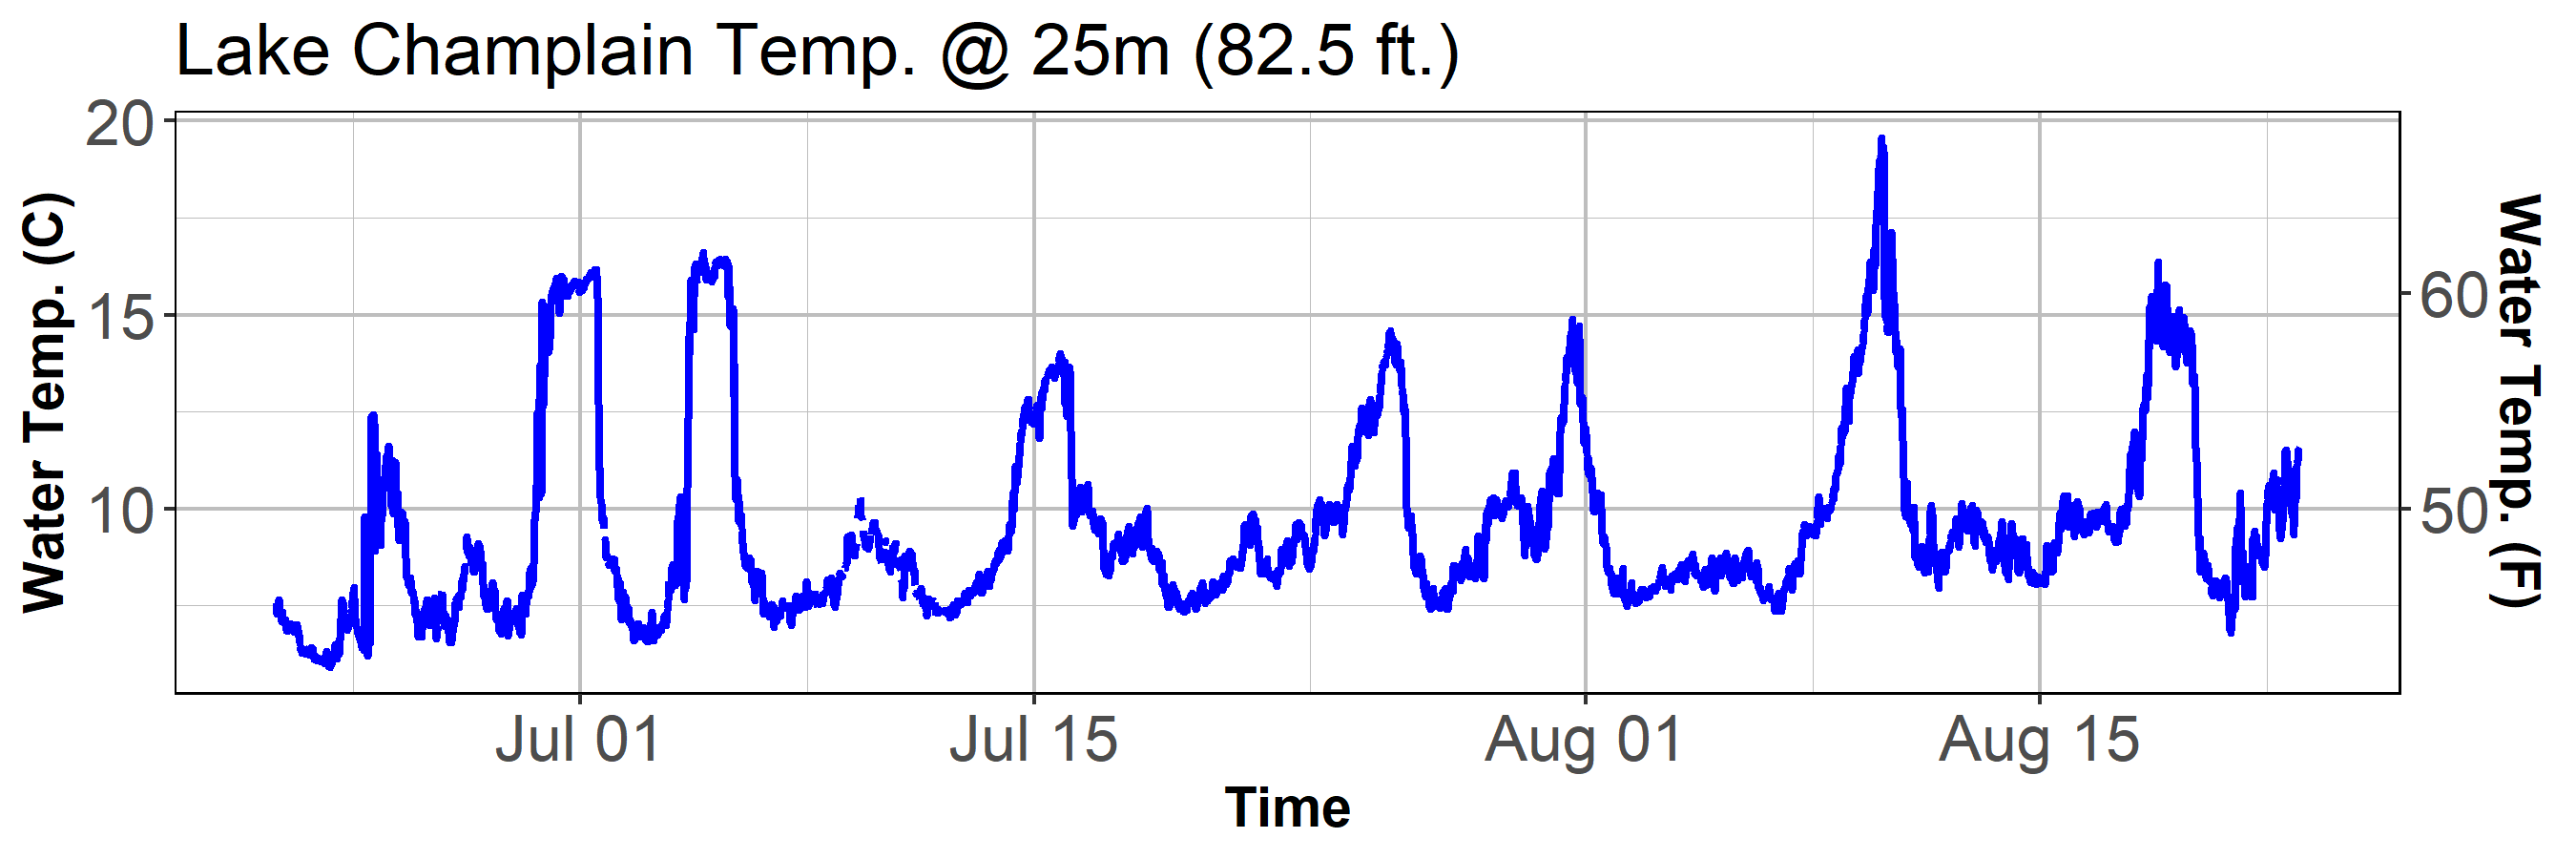 Lake Champlain Temp. @ 25m (82.5 ft.)
Water Temp. (C)
20
15
10
60
50
Water Temp. (F)
Jul 01
Jul 15
Aug 01
Aug 15
Time